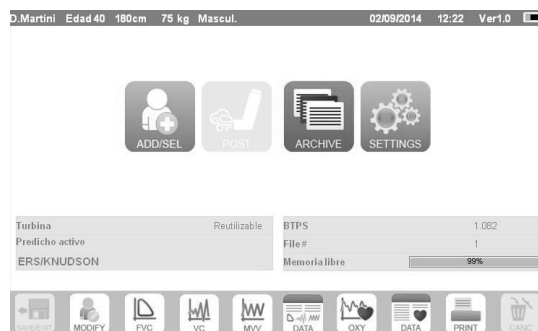 D.Martini Edad 40 180cm 75 kg Mascul. 02/09/2014 12:22 Ver1.0
ADD/SEL POST ARCHIVE SETTINGS
Turbina Reutilizable BTPS 1.082
Predicho activo File# 1
ERS/KNUDSON Memoria libre 99%
SAVE/EXIT MODIFY FVC VC MVV DATA OXY DATA PRINT CANC